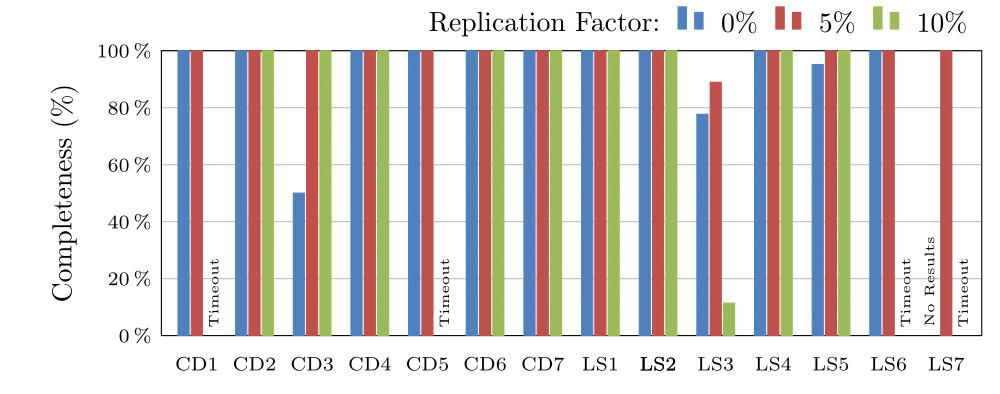 Replication Factor: 0% 5% 10%
Completeness (%)
100 %
80 %
60 %
40 %
20 %
0 %
Timeout
Timeout
Timeout
No Results
Timeout
CD1 CD2 CD3 CD4 CD5 CD6 CD7 LS1 LS2 LS3 LS4 LS5 LS6 LS7